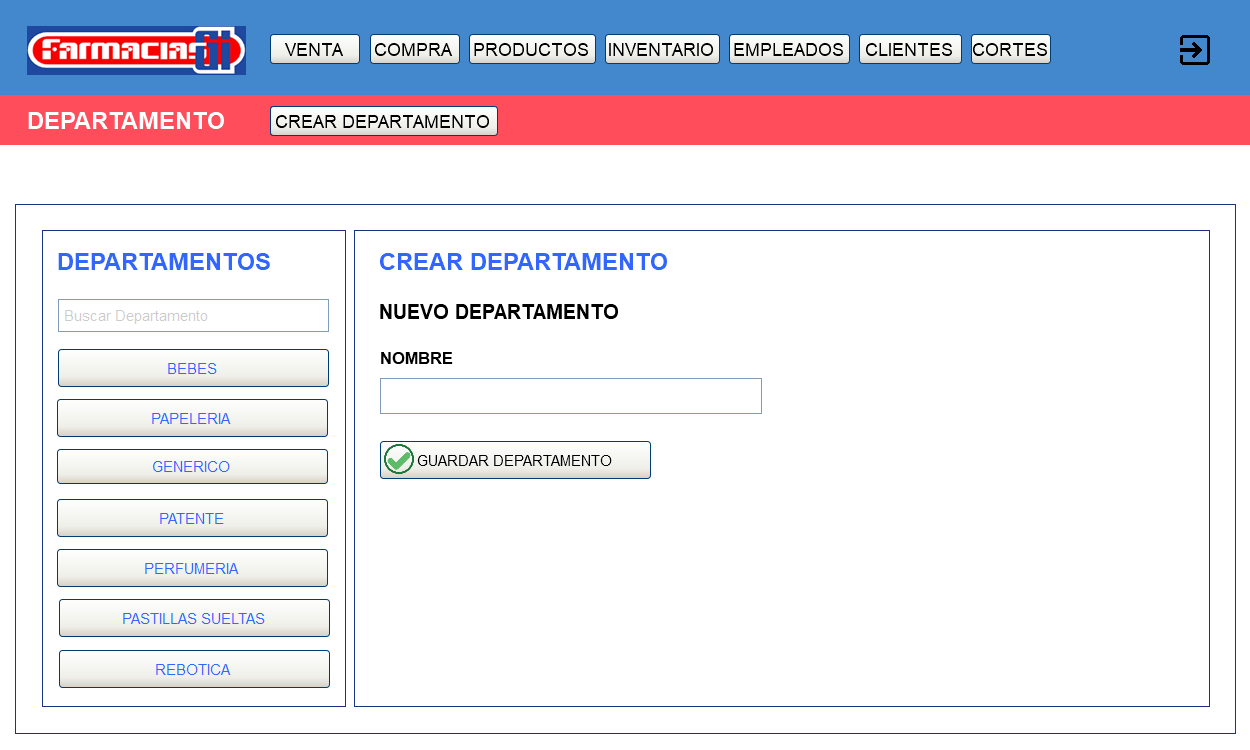 Farmacias GI
VENTA COMPRA PRODUCTOS INVENTARIO EMPLEADOS CLIENTES CORTES
DEPARTAMENTO CREAR DEPARTAMENTO
DEPARTAMENTOS
Buscar Departamento
BEBES
PAPELERIA
GENERICO
PATENTE
PERFUMERIA
PASTILLAS SUELTAS
REBOTICA
CREAR DEPARTAMENTO
NUEVO DEPARTAMENTO
NOMBRE
GUARDAR DEPARTAMENTO